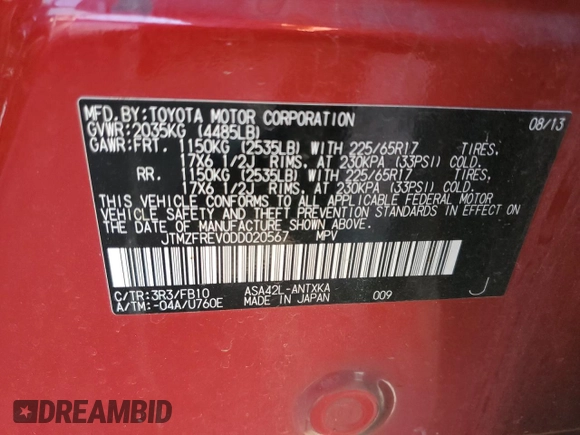 MFD.BY:TOYOTA MOTOR CORPORATION 08/13
GVWR:2035KG (4485LB)
GAWR:FRT. 1150KG (2535LB) WITH 225/65R17 TIRES,
17X6 1/2J RIMS, AT 230KPA (33PSI) COLD.
RR. 1150KG (2535LB) WITH 225/65R17 TIRES,
17X6 1/2J RIMS, AT 230KPA (33PSI) COLD.
THIS VEHICLE CONFORMS TO ALL APPLICABLE FEDERAL MOTOR
VEHICLE SAFETY AND THEFT PREVENTION STANDARDS IN EFFECT ON
THE DATE OF MANUFACTURE SHOWN ABOVE.
JTMZFREV0DD020567 MPV
C/TR:3R3/FB10 ASA42L-ANTXKA
A/TM:-04A/U760E MADE IN JAPAN 009 J
DREAMBID